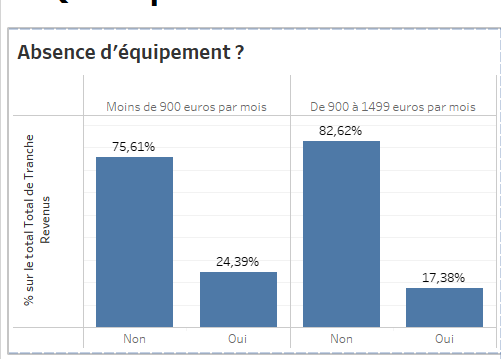 Absence d'équipement ?
Moins de 900 euros par mois
De 900 à 1499 euros par mois
% sur le total Total de Tranche
Revenus
75,61%
24,39%
82,62%
17,38%
Non
Oui
Non
Oui